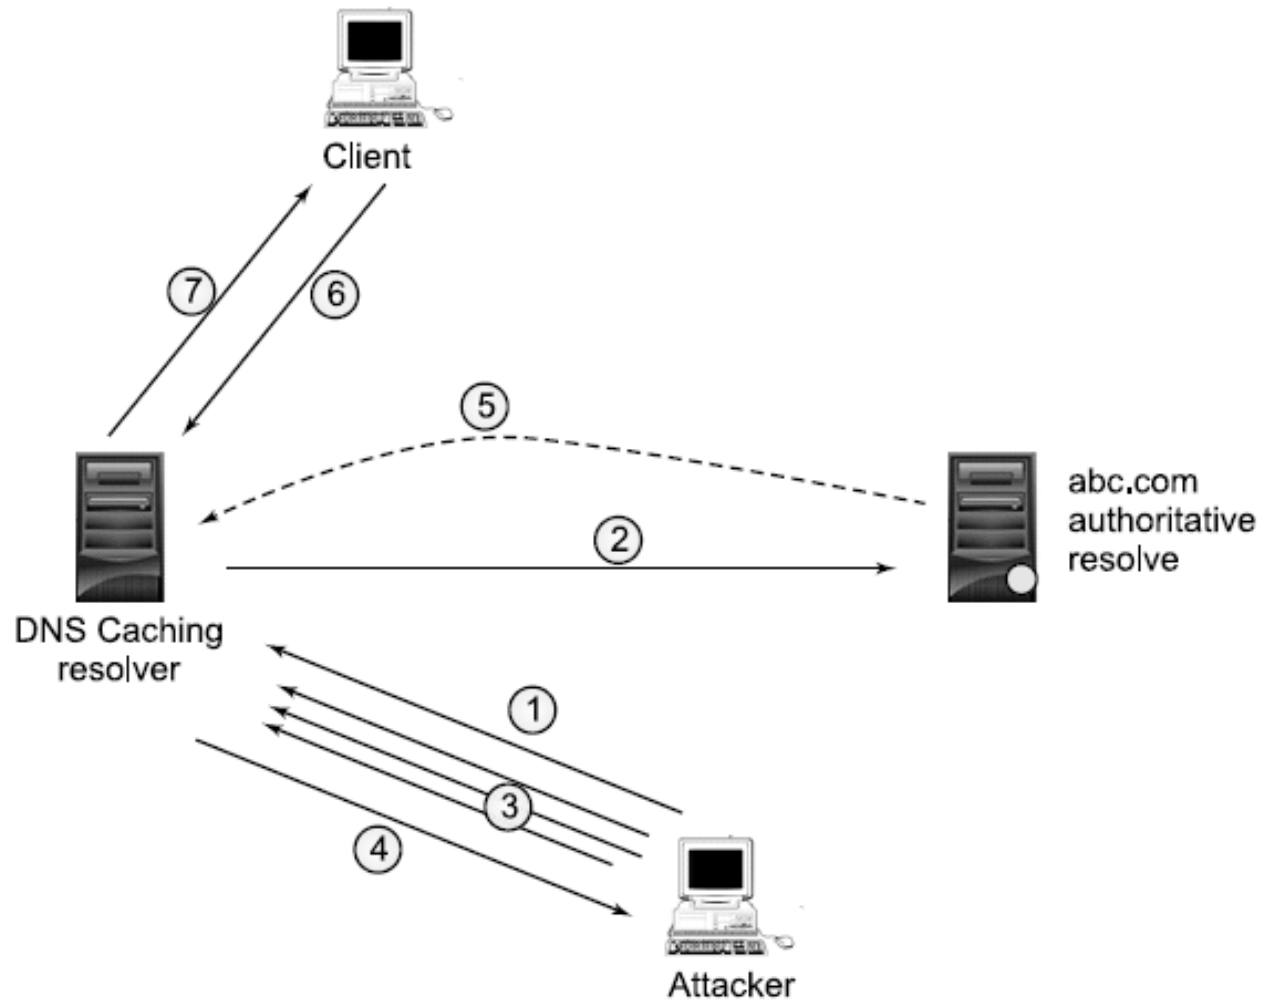 Client
7
6
5
abc.com
authoritative
resolve
2
DNS Caching
resolver
1
3
4
Attacker